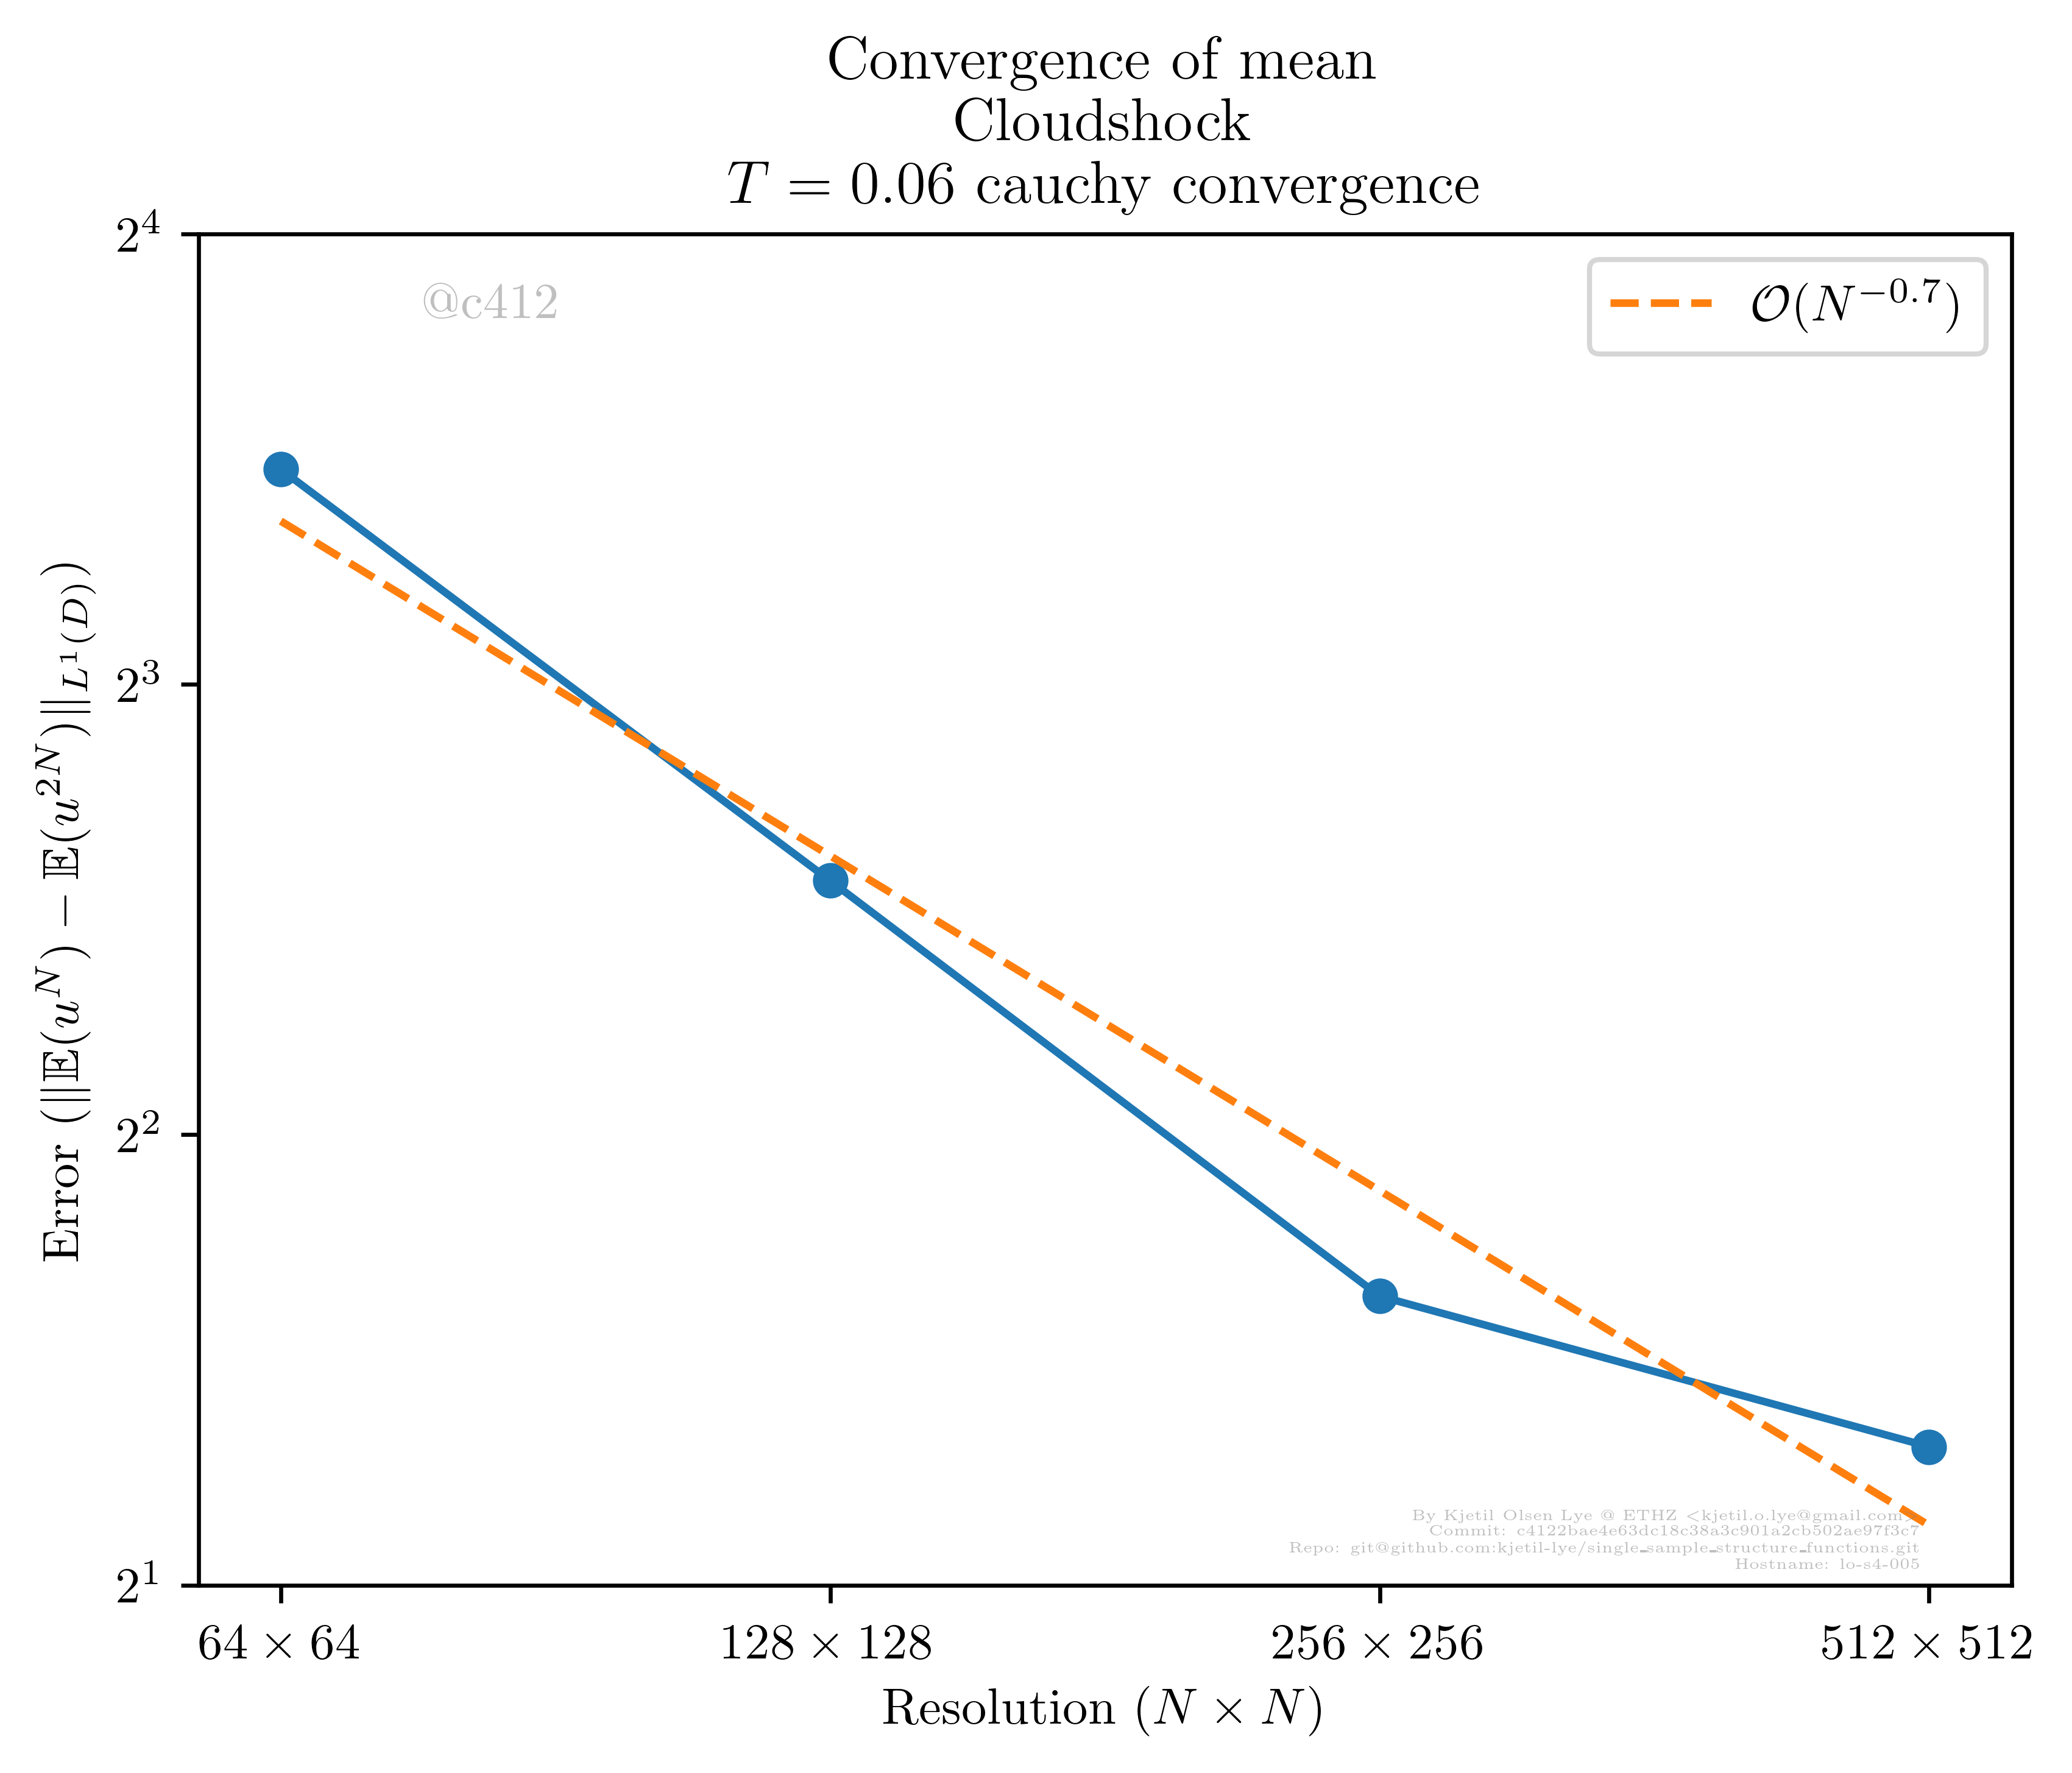 Convergence of mean
Cloudshock
T = 0.06 cauchy convergence
2^4
@c412
O(N^{-0.7})
2^3
2^2
2^1
Error (||𝔼(u^N) − 𝔼(u^{2N})||_{L^1(D)})
By Kjetil Olsen Lye @ ETHZ <kjetil.o.lye@gmail.com>
Commit: c4122bae4e63dc18c38a3c901a2cb502ae97f3c7
Repo: git@github.com:kjetil-lye/single_sample_structure_functions.git
Hostname: lo-s4-005
64 × 64
128 × 128
256 × 256
512 × 512
Resolution (N × N)